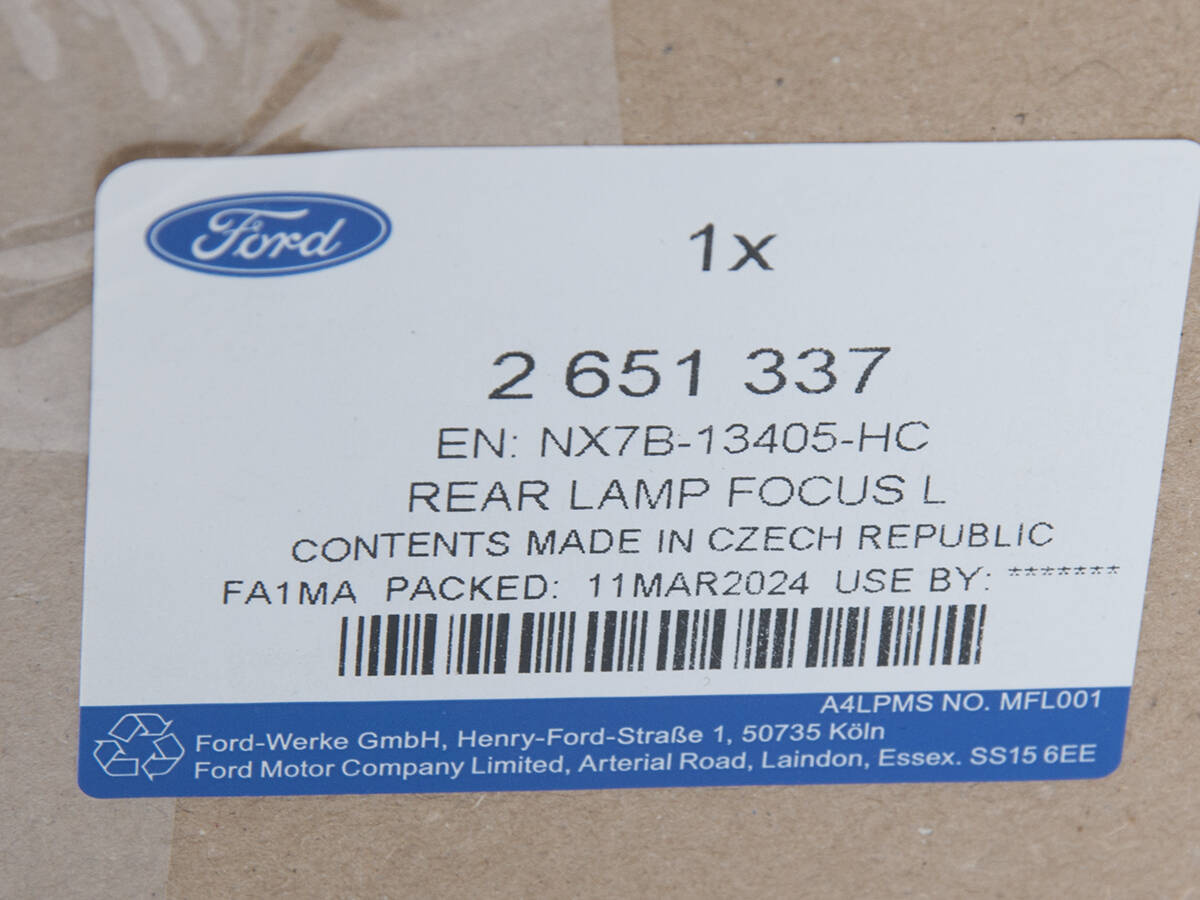 Ford
1x
2 651 337
EN: NX7B-13405-HC
REAR LAMP FOCUS L
CONTENTS MADE IN CZECH REPUBLIC
FA1MA PACKED: 11MAR2024 USE BY: *******
A4LPMS NO. MFL001
Ford-Werke GmbH, Henry-Ford-Straße 1, 50735 Köln
Ford Motor Company Limited, Arterial Road, Laindon, Essex. SS15 6EE